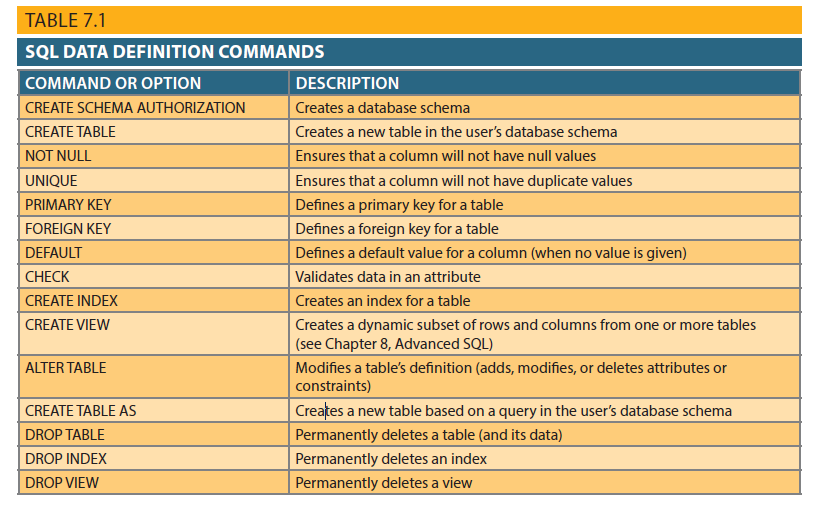 TABLE 7.1
SQL DATA DEFINITION COMMANDS
COMMAND OR OPTION DESCRIPTION
CREATE SCHEMA AUTHORIZATION Creates a database schema
CREATE TABLE Creates a new table in the user’s database schema
NOT NULL Ensures that a column will not have null values
UNIQUE Ensures that a column will not have duplicate values
PRIMARY KEY Defines a primary key for a table
FOREIGN KEY Defines a foreign key for a table
DEFAULT Defines a default value for a column (when no value is given)
CHECK Validates data in an attribute
CREATE INDEX Creates an index for a table
CREATE VIEW Creates a dynamic subset of rows and columns from one or more tables
(see Chapter 8, Advanced SQL)
ALTER TABLE Modifies a table’s definition (adds, modifies, or deletes attributes or
constraints)
CREATE TABLE AS Creates a new table based on a query in the user’s database schema
DROP TABLE Permanently deletes a table (and its data)
DROP INDEX Permanently deletes an index
DROP VIEW Permanently deletes a view